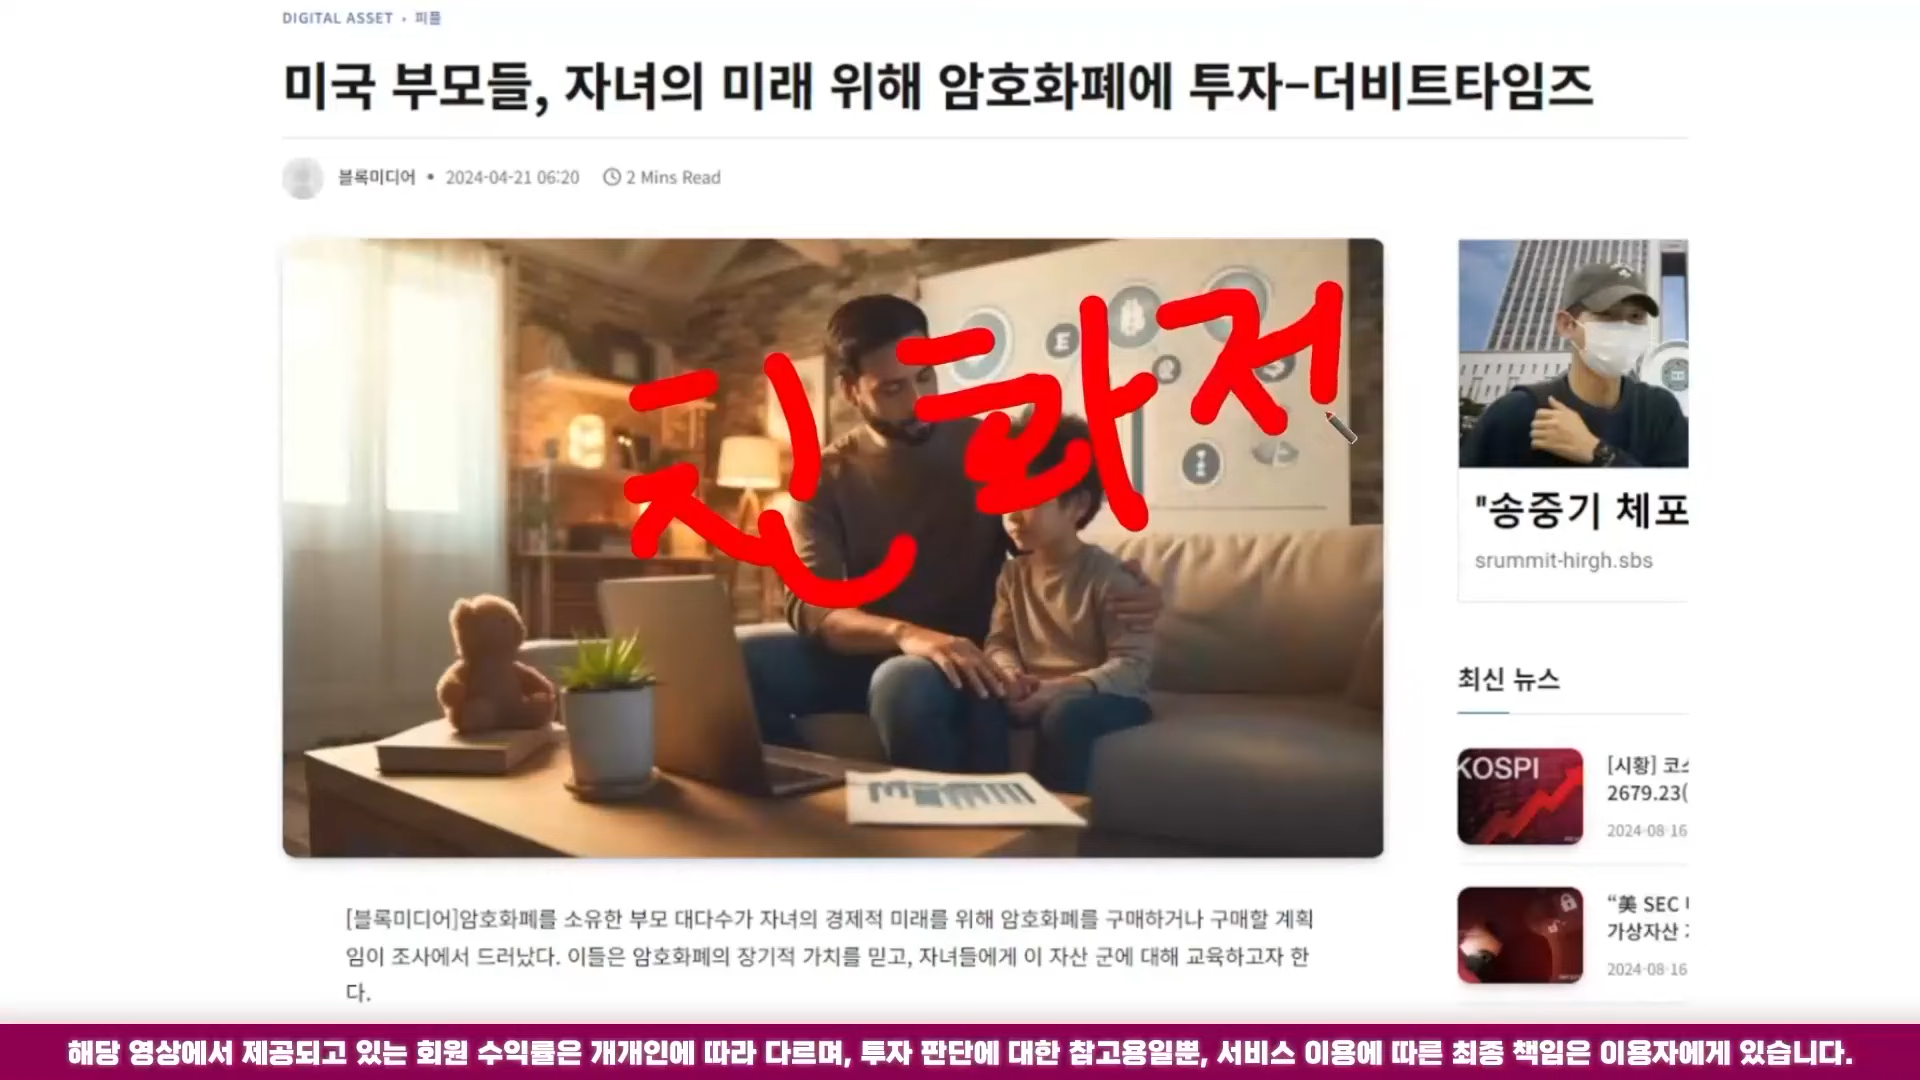 DIGITAL ASSET • 피플
미국 부모들, 자녀의 미래 위해 암호화폐에 투자-더비트타임즈
블록미디어 • 2024-04-21 06:20 2 Mins Read
친화적
"송중기 체포
srummit-hirgh.sbs
최신 뉴스
KOSPI
[시황] 코스
2679.23(
2024-08-16
“美 SEC
가상자산
2024-08-16
[블록미디어]암호화폐를 소유한 부모 대다수가 자녀의 경제적 미래를 위해 암호화폐를 구매하거나 구매할 계획
임이 조사에서 드러났다. 이들은 암호화폐의 장기적 가치를 믿고, 자녀들에게 이 자산 군에 대해 교육하고자 한
다.
해당 영상에서 제공되고 있는 회원 수익률은 개개인에 따라 다르며, 투자 판단에 대한 참고용일뿐, 서비스 이용에 따른 최종 책임은 이용자에게 있습니다.